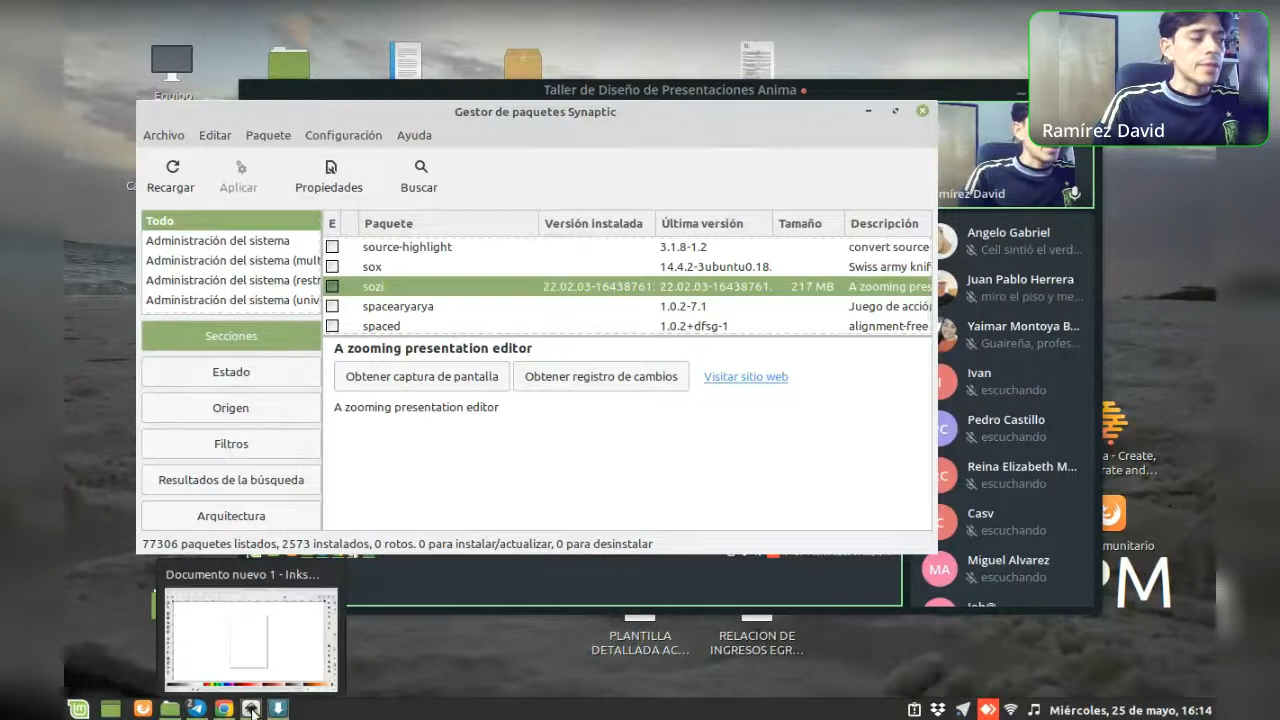 Equipo
Taller de Diseño de Presentaciones Anima
Ramírez David
Gestor de paquetes Synaptic
Archivo Editar Paquete Configuración Ayuda
Recargar Aplicar Propiedades Buscar
mírez David
Todo
Administración del sistema
Administración del sistema (mult
Administración del sistema (restr
Administración del sistema (univ
E Paquete Versión instalada Última versión Tamaño Descripción
source-highlight 3.1.8-1.2 convert source-
sox 14.4.2-3ubuntu0.18. Swiss army knif
sozi 22.02.03-16438761. 22.02.03-16438761. 217 MB A zooming pres
spacearyarya 1.0.2-7.1 Juego de acció
spaced 1.0.2+dfsg-1 alignment-free
Secciones
Estado
Origen
Filtros
Resultados de la búsqueda
Arquitectura
A zooming presentation editor
Obtener captura de pantalla Obtener registro de cambios Visitar sitio web
A zooming presentation editor
77306 paquetes listados, 2573 instalados, 0 rotos. 0 para instalar/actualizar, 0 para desinstalar
Angelo Gabriel
Cell sintió el verd...
Juan Pablo Herrera
miro el piso y me...
Yaimar Montoya B...
Guaireña, profes...
Ivan
escuchando
Pedro Castillo
escuchando
Reina Elizabeth M...
escuchando
Casv
escuchando
MA
Miguel Alvarez
escuchando
a - Create,
rate and...
munitario
PM
Documento nuevo 1 - Inks...
PLANTILLA
DETALLADA AC...
RELACION DE
INGRESOS EGR...
2
Miércoles, 25 de mayo, 16:14